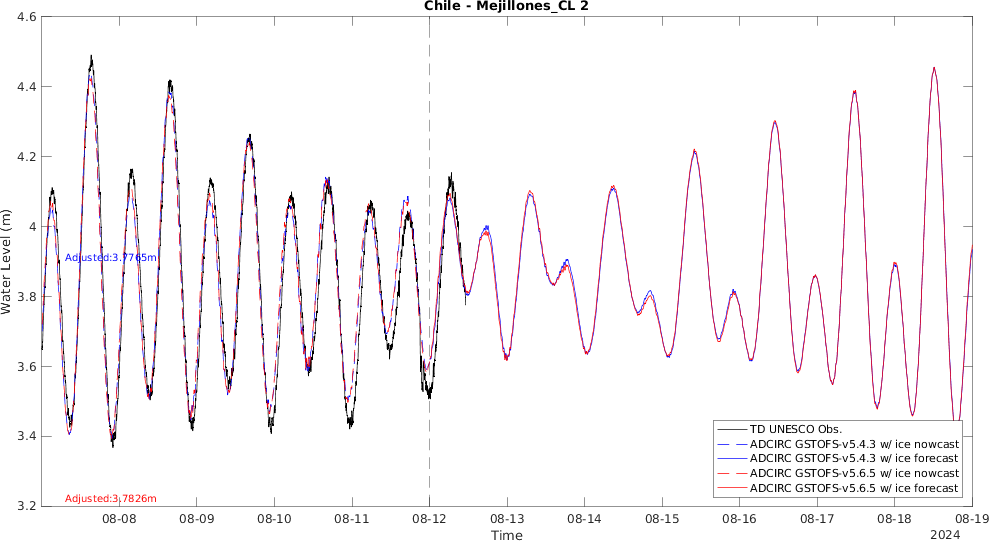 Chile - Mejillones_CL 2
4.6
4.4
4.2
4
3.8
3.6
3.4
3.2
Water Level (m)
Adjusted:3.7765m
Adjusted:3.7826m
TD UNESCO Obs.
ADCIRC GSTOFS-v5.4.3 w/ ice nowcast
ADCIRC GSTOFS-v5.4.3 w/ ice forecast
ADCIRC GSTOFS-v5.6.5 w/ ice nowcast
ADCIRC GSTOFS-v5.6.5 w/ ice forecast
08-08 08-09 08-10 08-11 08-12 08-13 08-14 08-15 08-16 08-17 08-18 08-19
Time
2024